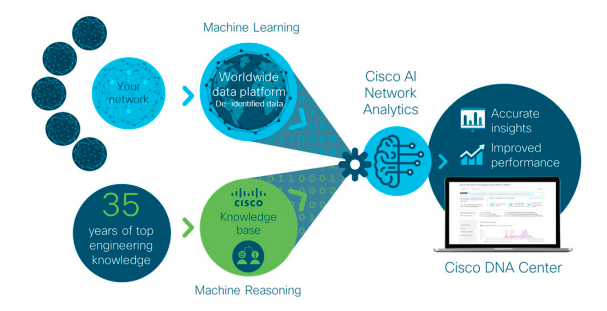 Machine Learning
Your
network
Worldwide
data platform
De-identified data
Cisco AI
Network
Analytics
Accurate
insights
Improved
performance
35
years of top
engineering
knowledge
CISCO
Knowledge
base
Machine Reasoning
Cisco DNA Center